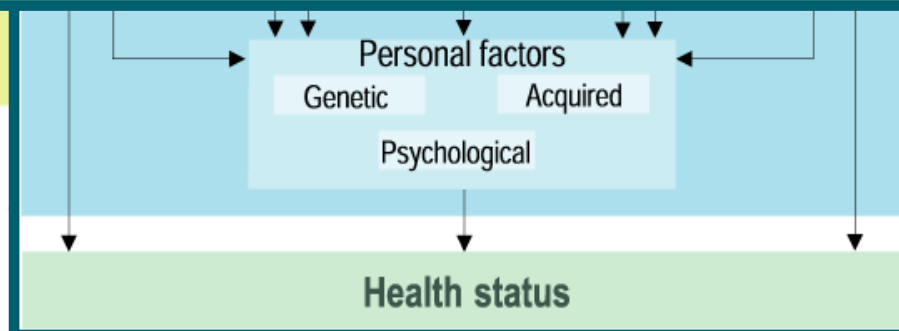 Personal factors
Genetic Acquired
Psychological
Health status